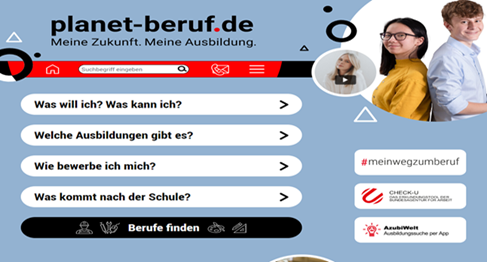 planet-beruf.de
Meine Zukunft. Meine Ausbildung.
Suchbegriff eingeben
Was will ich? Was kann ich?
Welche Ausbildungen gibt es?
Wie bewerbe ich mich?
Was kommt nach der Schule?
Berufe finden
#meinwegzumberuf
CHECK-U
DAS ERKUNDUNGSTOOL DER
BUNDESAGENTUR FÜR ARBEIT
AzubiWelt
Ausbildungssuche per App